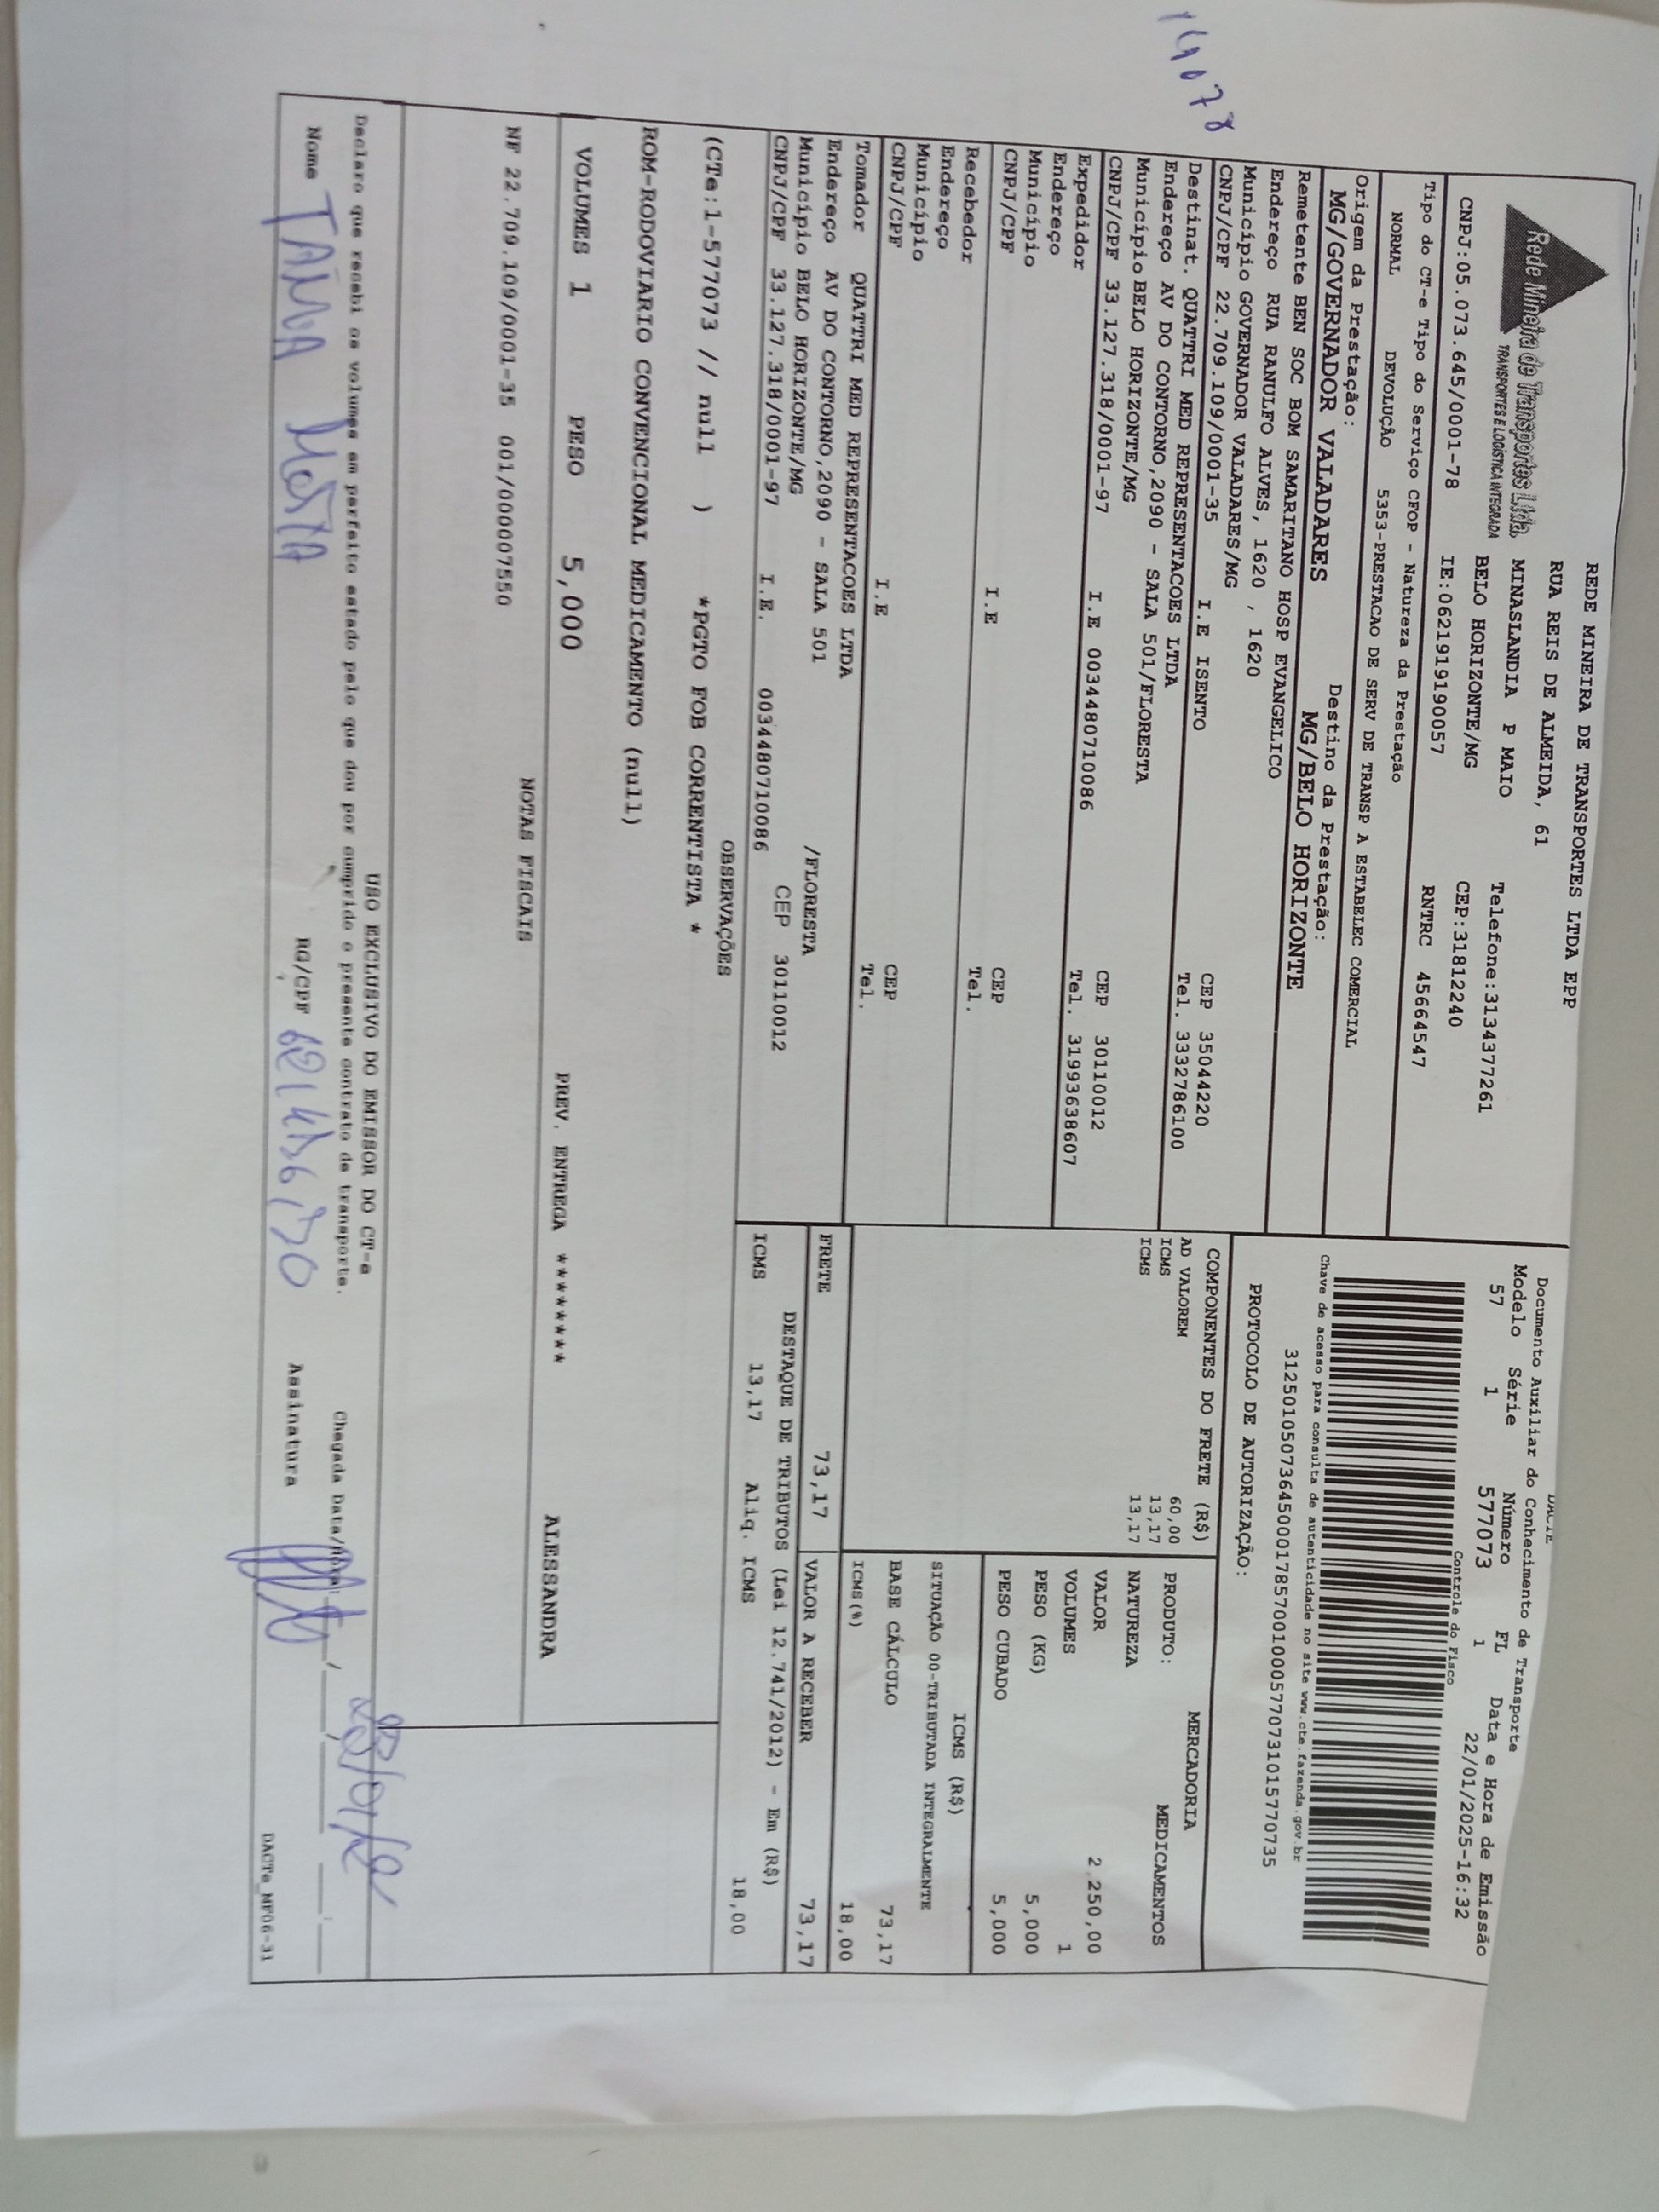 14078
Rede Mineira de Transportes Ltda.
TRANSPORTES E LOGÍSTICA INTEGRADA
REDE MINEIRA DE TRANSPORTES LTDA EPP
RUA REIS DE ALMEIDA, 61
MINASLANDIA P MAIO Telefone:3134377261
BELO HORIZONTE/MG CEP:31812240
CNPJ:05.073.645/0001-78 IE:0621919190057 RNTRC 45664547
DACTE
Documento Auxiliar do Conhecimento de Transporte
Modelo Série Número FL Data e Hora de Emissão
57 1 577073 1 22/01/2025-16:32
Controle do Fisco
Chave de acesso para consulta de autenticidade no site www.cte.fazenda.gov.br
31250105073645000178570010005770731015770735
PROTOCOLO DE AUTORIZAÇÃO:
Tipo do CT-e Tipo do Serviço CFOP - Natureza da Prestação
NORMAL DEVOLUÇÃO 5353-PRESTACAO DE SERV DE TRANSP A ESTABELEC COMERCIAL
Origem da Prestação: Destino da Prestação:
MG/GOVERNADOR VALADARES MG/BELO HORIZONTE
Remetente BEN SOC BOM SAMARITANO HOSP EVANGELICO
Endereço RUA RANULFO ALVES, 1620 , 1620
Município GOVERNADOR VALADARES/MG CEP 35044220
CNPJ/CPF 22.709.109/0001-35 I.E ISENTO Tel. 3332786100
Destinat. QUATTRI MED REPRESENTACOES LTDA
Endereço AV DO CONTORNO,2090 - SALA 501/FLORESTA
Município BELO HORIZONTE/MG CEP 30110012
CNPJ/CPF 33.127.318/0001-97 I.E 0034480710086 Tel. 31993638607
Expedidor
Endereço
Município CEP
CNPJ/CPF I.E Tel.
Recebedor
Endereço
Município CEP
CNPJ/CPF I.E Tel.
Tomador QUATTRI MED REPRESENTACOES LTDA
Endereço AV DO CONTORNO,2090 - SALA 501 /FLORESTA
Município BELO HORIZONTE/MG CEP 30110012
CNPJ/CPF 33.127.318/0001-97 I.E. 0034480710086
COMPONENTES DO FRETE (R$)
AD VALOREM 60,00
ICMS 13,17
ICMS 13,17
MERCADORIA
PRODUTO: MEDICAMENTOS
NATUREZA
VALOR 2.250,00
VOLUMES 1
PESO (KG) 5,000
PESO CUBADO 5,000
ICMS (R$)
SITUAÇÃO 00-TRIBUTADA INTEGRALMENTE
BASE CÁLCULO 73,17
ICMS(%) 18,00
FRETE 73,17 VALOR A RECEBER 73,17
DESTAQUE DE TRIBUTOS (Lei 12.741/2012) - Em (R$)
ICMS 13,17 Aliq. ICMS 18,00
OBSERVAÇÕES
(CTe:1-577073 // null ) *PGTO FOB CORRENTISTA *
ROM-RODOVIARIO CONVENCIONAL MEDICAMENTO (null)
VOLUMES 1 PESO 5,000 PREV. ENTREGA ******** ALESSANDRA
NOTAS FISCAIS
NF 22.709.109/0001-35 001/000007550
USO EXCLUSIVO DO EMISSOR DO CT-e
Declaro que recebi os volumes em perfeito estado pelo que dou por cumprido o presente contrato de transporte. Chegada Data/Hora:
Nome RG/CPF Assinatura
DACTe_MF06-31